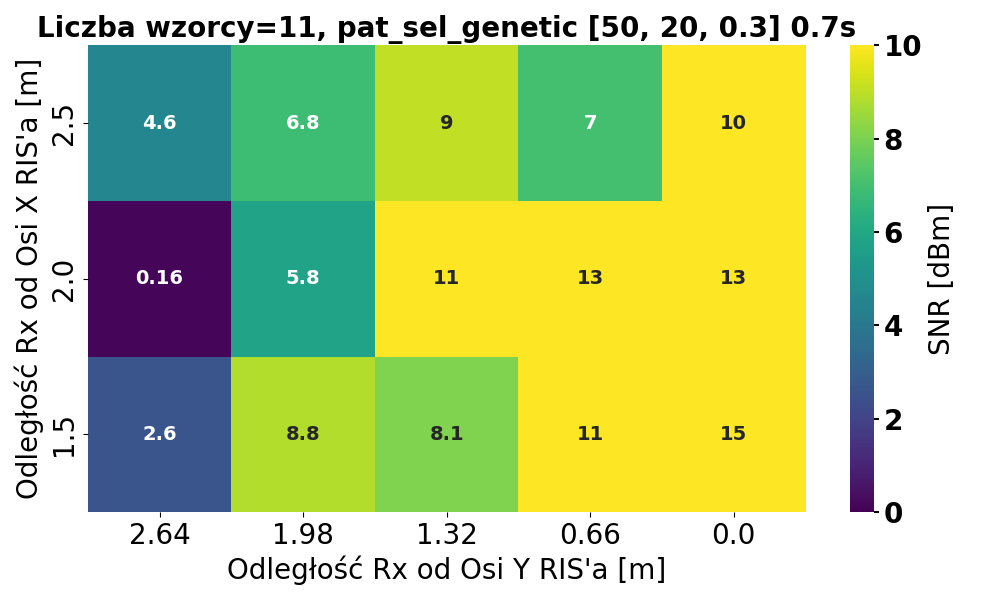 Liczba wzorcy=11, pat_sel_genetic [50, 20, 0.3] 0.7s
Odległość Rx od Osi X RIS'a [m]
2.5
4.6 6.8 9 7 10
2.0
0.16 5.8 11 13 13
1.5
2.6 8.8 8.1 11 15
2.64 1.98 1.32 0.66 0.0
Odległość Rx od Osi Y RIS'a [m]
10
8
6
4
2
0
SNR [dBm]